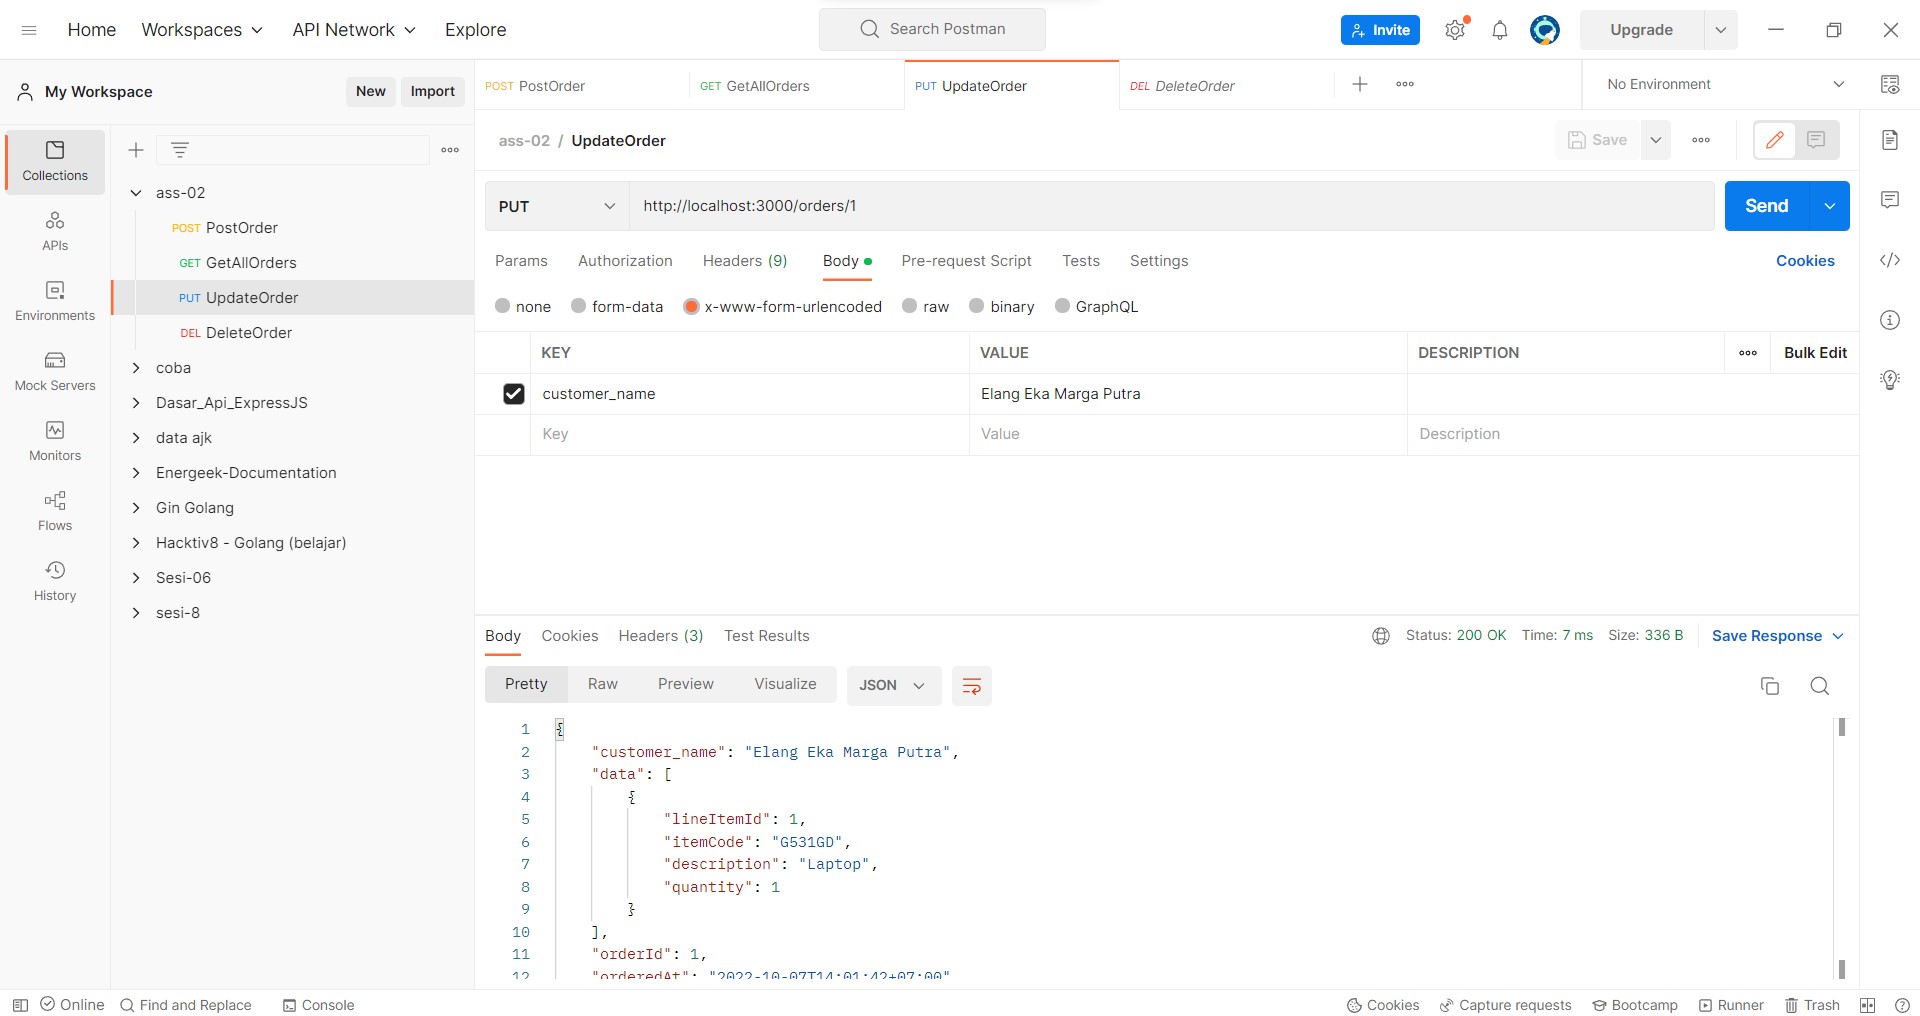 Home Workspaces API Network Explore Search Postman Invite Upgrade
My Workspace New Import POST PostOrder GET GetAllOrders PUT UpdateOrder DEL DeleteOrder No Environment
ass-02 / UpdateOrder Save
Collections
APIs
Environments
Mock Servers
Monitors
Flows
History
ass-02
POST PostOrder
GET GetAllOrders
PUT UpdateOrder
DEL DeleteOrder
coba
Dasar_Api_ExpressJS
data ajk
Energeek-Documentation
Gin Golang
Hacktiv8 - Golang (belajar)
Sesi-06
sesi-8
PUT http://localhost:3000/orders/1 Send
Params Authorization Headers (9) Body Pre-request Script Tests Settings Cookies
none form-data x-www-form-urlencoded raw binary GraphQL
KEY VALUE DESCRIPTION Bulk Edit
customer_name Elang Eka Marga Putra
Key Value Description
Body Cookies Headers (3) Test Results Status: 200 OK Time: 7 ms Size: 336 B Save Response
Pretty Raw Preview Visualize JSON
1 {
2 "customer_name": "Elang Eka Marga Putra",
3 "data": [
4 {
5 "lineItemId": 1,
6 "itemCode": "G531GD",
7 "description": "Laptop",
8 "quantity": 1
9 }
10 ],
11 "orderId": 1,
12 "orderedAt": "2022-10-07T14:01:42+07:00"
Online Find and Replace Console Cookies Capture requests Bootcamp Runner Trash